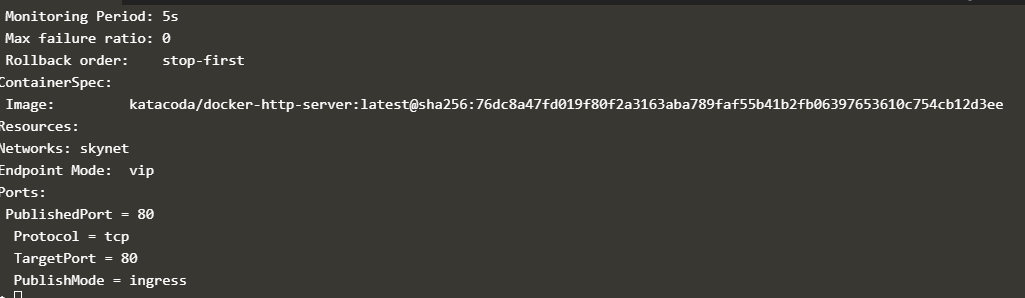 Monitoring Period: 5s
Max failure ratio: 0
Rollback order:    stop-first
ContainerSpec:
Image:         katacoda/docker-http-server:latest@sha256:76dc8a47fd019f80f2a3163aba789faf55b41b2fb06397653610c754cb12d3ee
Resources:
Networks: skynet
Endpoint Mode:  vip
Ports:
PublishedPort = 80
Protocol = tcp
TargetPort = 80
PublishMode = ingress